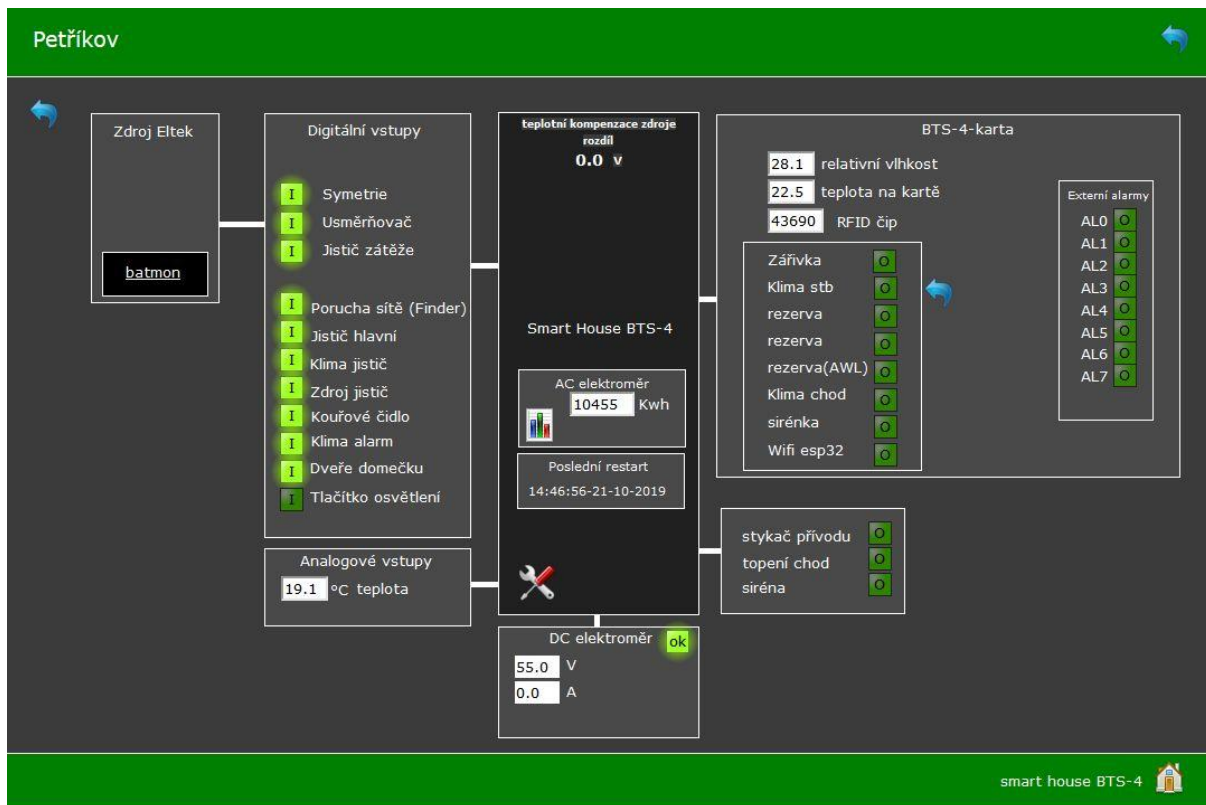 Petříkov
Zdroj Eltek
batmon
Digitální vstupy
I Symetrie
I Usměrňovač
I Jistič zátěže
I Porucha sítě (Finder)
I Jistič hlavní
I Klima jistič
I Zdroj jistič
I Kouřové čidlo
I Klima alarm
I Dveře domečku
I Tlačítko osvětlení
Analogové vstupy
19.1 °C teplota
teplotní kompenzace zdroje
rozdíl
0.0 V
Smart House BTS-4
AC elektroměr
10455 Kwh
Poslední restart
14:46:56-21-10-2019
DC elektroměr ok
55.0 V
0.0 A
BTS-4-karta
28.1 relativní vlhkost
22.5 teplota na kartě
43690 RFID čip
Zářivka O
Klima stb O
rezerva O
rezerva O
rezerva(AWL) O
Klima chod O
sirénka O
Wifi esp32 O
Externí alarmy
AL0 O
AL1 O
AL2 O
AL3 O
AL4 O
AL5 O
AL6 O
AL7 O
stykač přívodu O
topení chod O
siréna O
smart house BTS-4